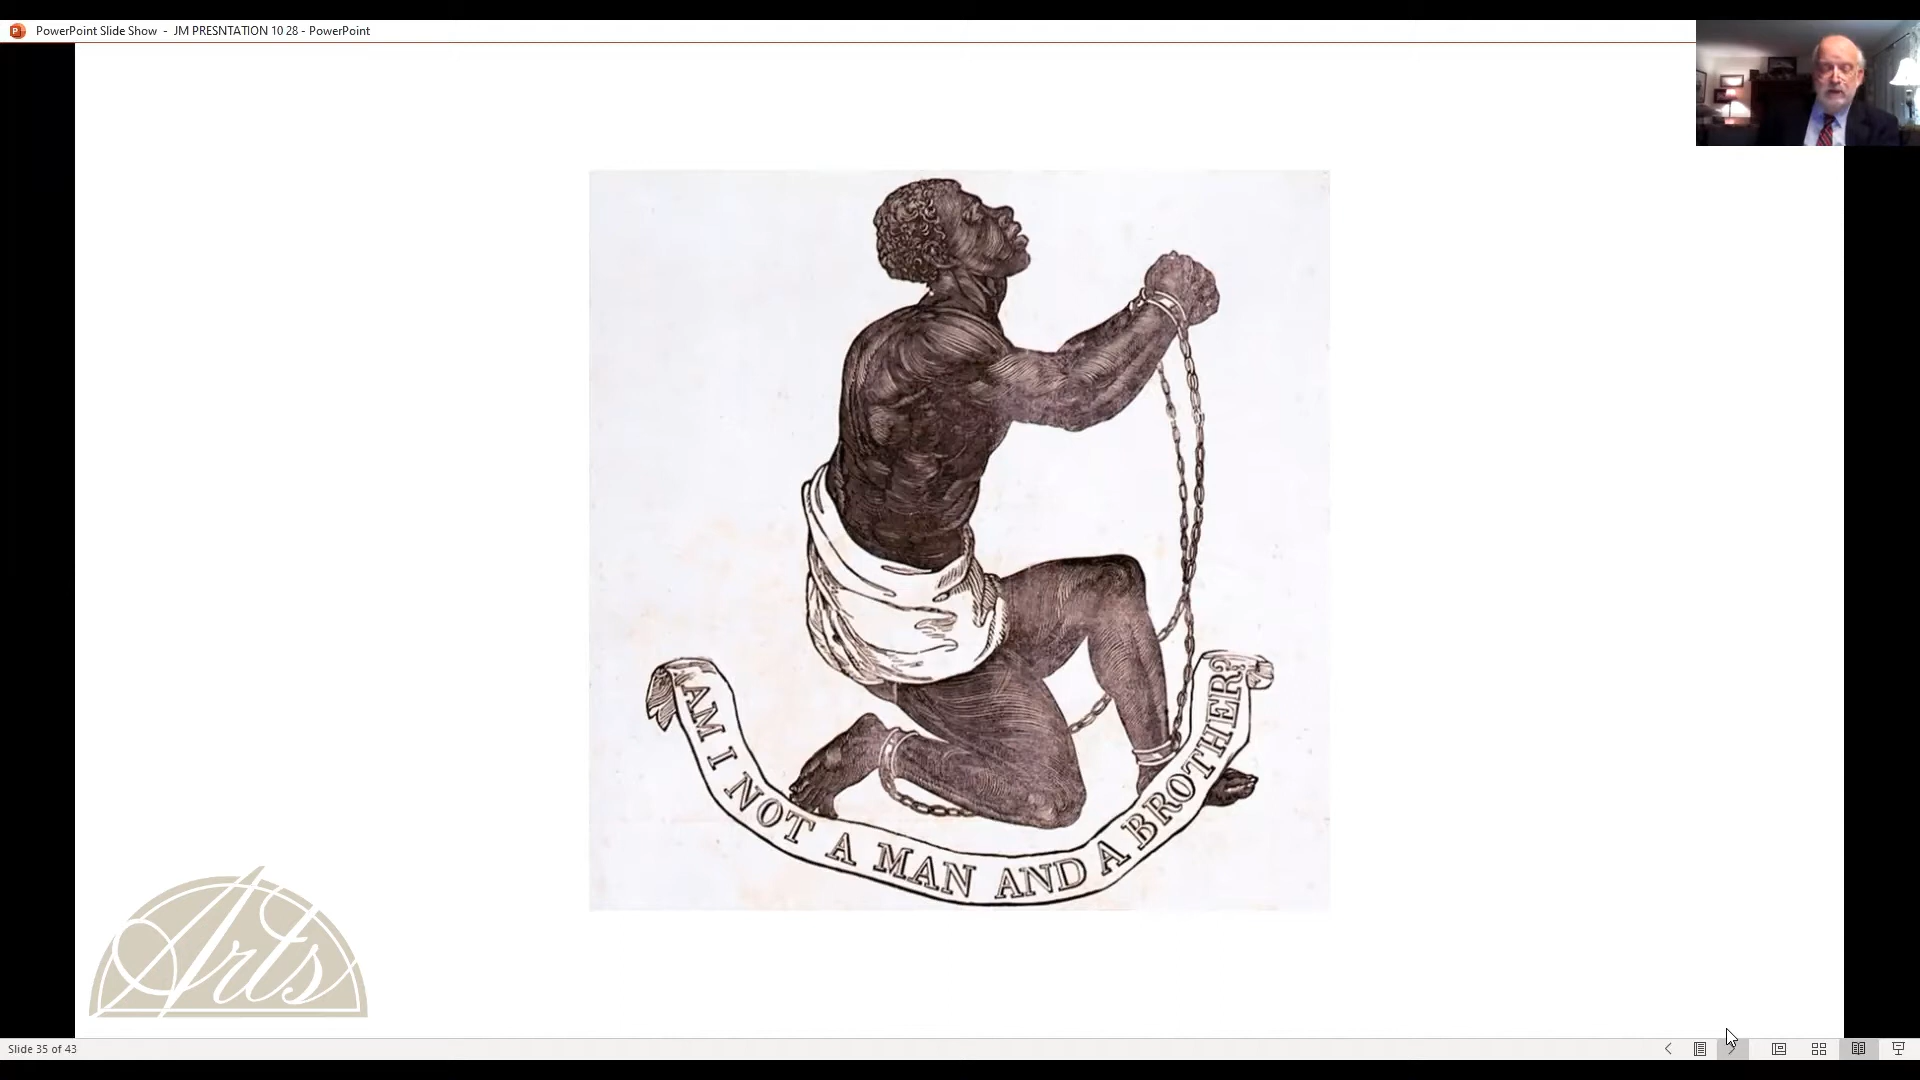 PowerPoint Slide Show - JM PRESNTATION 10 28 - PowerPoint
AM I NOT A MAN AND A BROTHER?
Arts
Slide 35 of 43